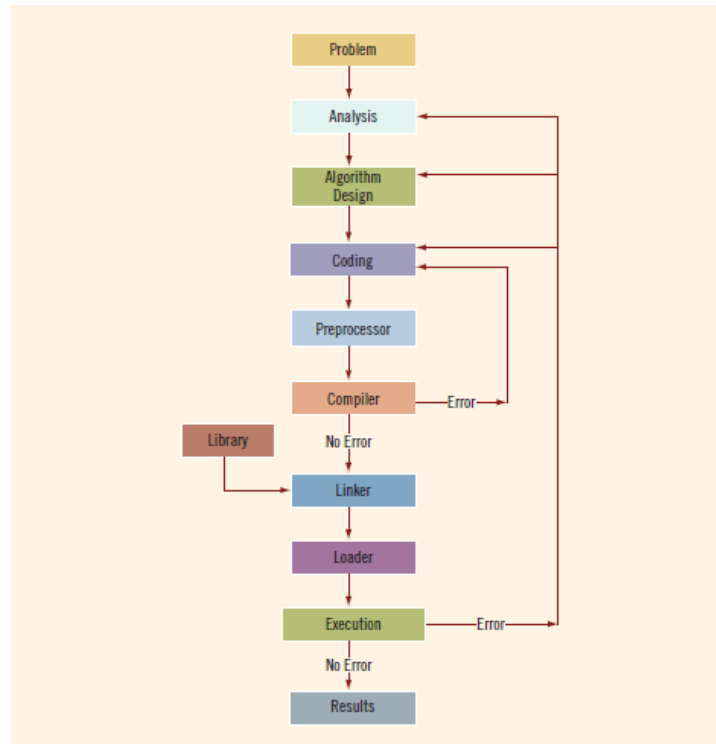 Problem
Analysis
Algorithm
Design
Coding
Preprocessor
Compiler
Error
No Error
Library
Linker
Loader
Execution
Error
No Error
Results